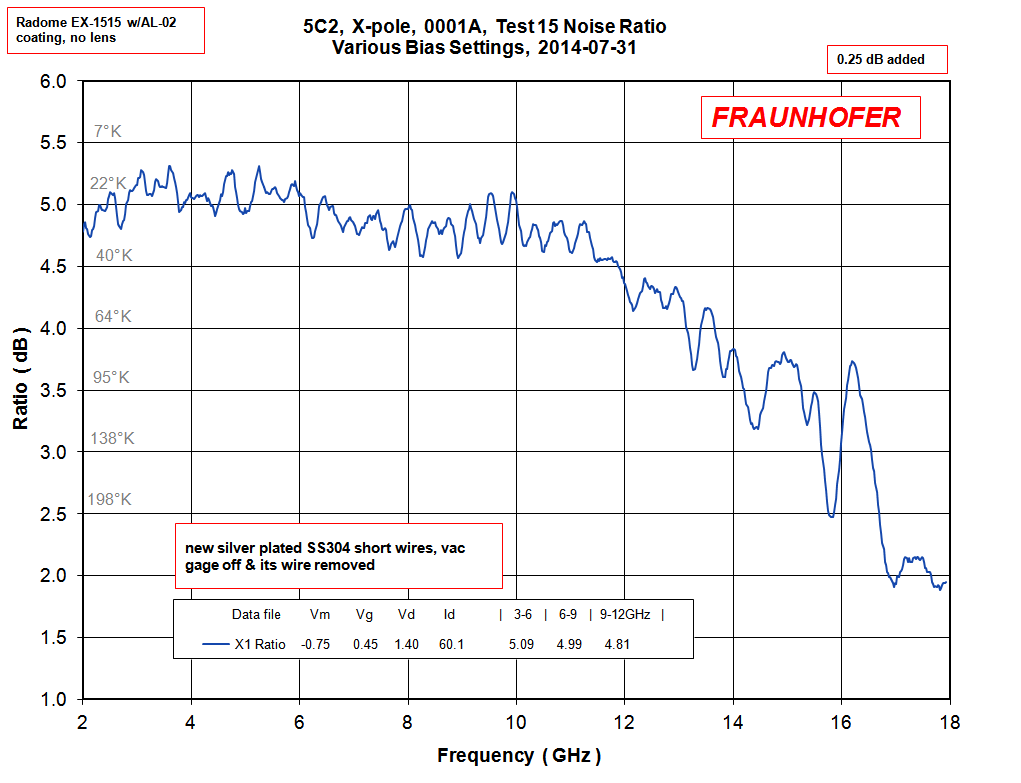 Radome EX-1515 w/AL-02
coating, no lens
5C2, X-pole, 0001A, Test 15 Noise Ratio
Various Bias Settings, 2014-07-31
0.25 dB added
FRAUNHOFER
6.0
7°K
5.5
22°K
5.0
40°K
4.5
64°K
4.0
95°K
3.5
138°K
3.0
198°K
2.5
2.0
1.5
1.0
Ratio ( dB )
new silver plated SS304 short wires, vac
gage off & its wire removed
Data file Vm Vg Vd Id | 3-6 | 6-9 | 9-12GHz |
X1 Ratio -0.75 0.45 1.40 60.1 5.09 4.99 4.81
2 4 6 8 10 12 14 16 18
Frequency ( GHz )